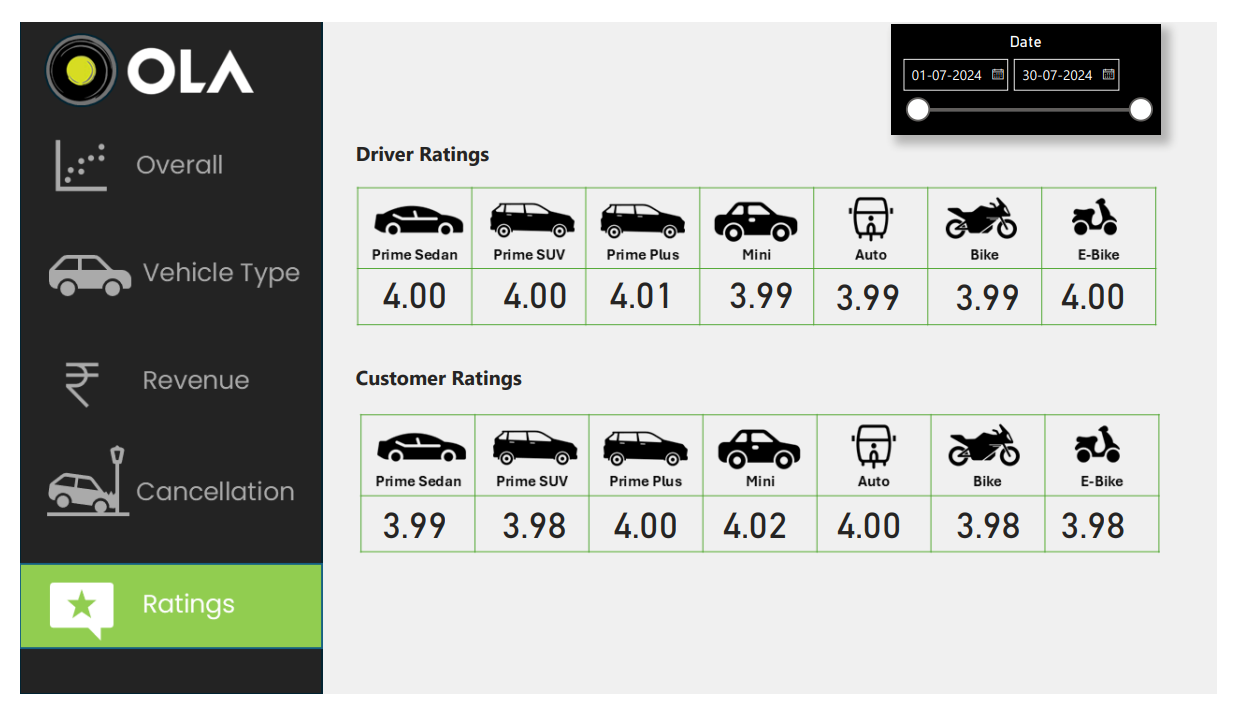 OLA
Date
01-07-2024 30-07-2024
Overall
Vehicle Type
₹ Revenue
Cancellation
Ratings
Driver Ratings
Prime Sedan Prime SUV Prime Plus Mini Auto Bike E-Bike
4.00 4.00 4.01 3.99 3.99 3.99 4.00
Customer Ratings
Prime Sedan Prime SUV Prime Plus Mini Auto Bike E-Bike
3.99 3.98 4.00 4.02 4.00 3.98 3.98